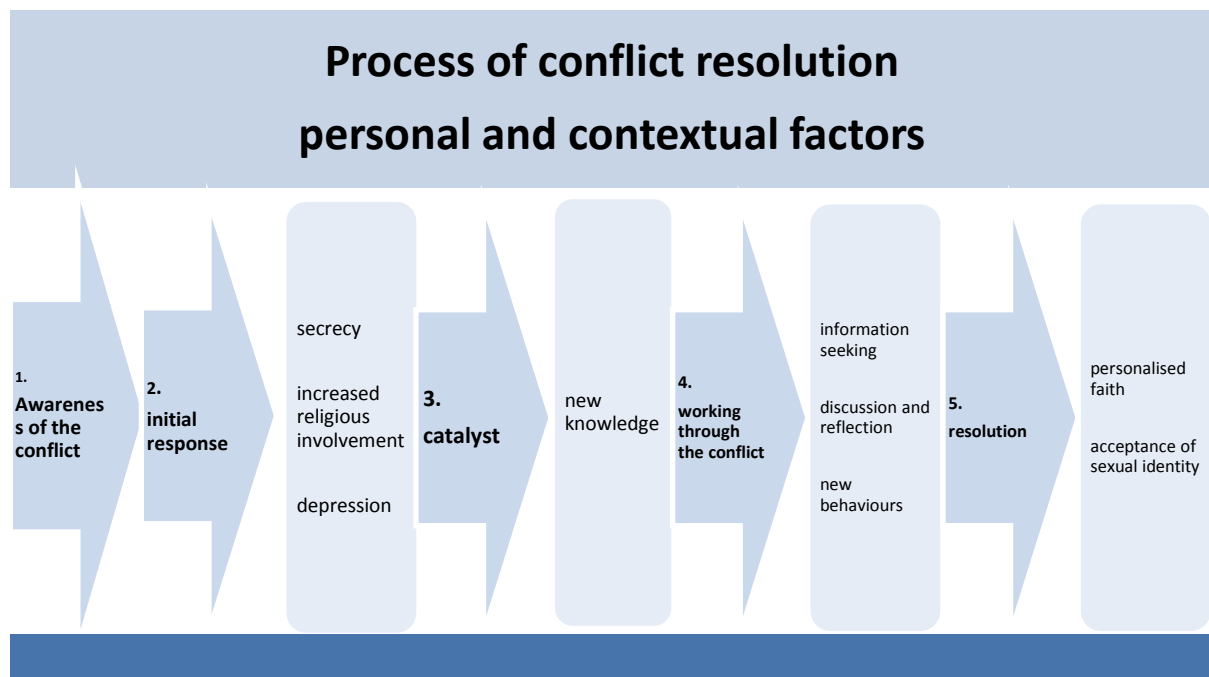 Process of conflict resolution
personal and contextual factors
1.
Awarenes
s of the
conflict
2.
initial
response
secrecy
increased
religious
involvement
depression
3.
catalyst
new
knowledge
4.
working
through
the conflict
information
seeking
discussion and
reflection
new
behaviours
5.
resolution
personalised
faith
acceptance of
sexual identity